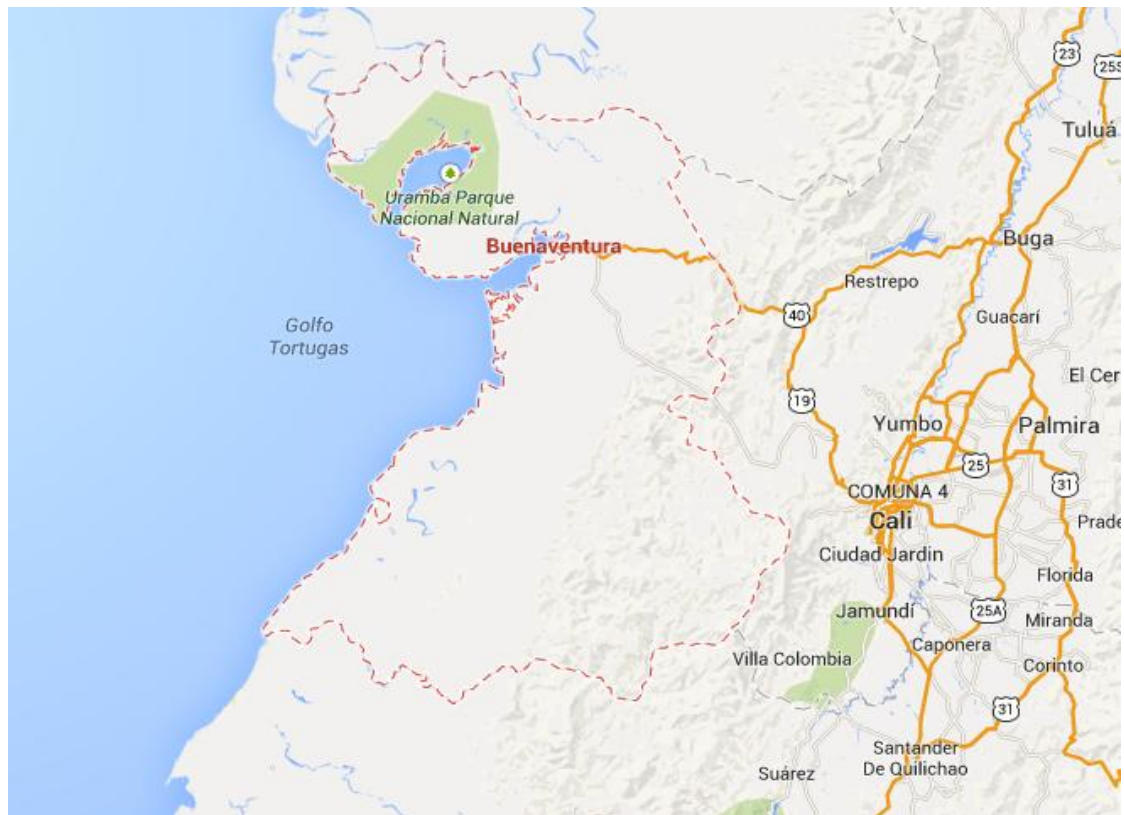 23
25S
Tuluá
Uramba Parque
Nacional Natural
Buenaventura
Buga
Restrepo
40
Guacarí
Golfo
Tortugas
El Cer
19
Yumbo
Palmira
25
31
COMUNA 4
Cali
Prade
Ciudad Jardin
Florida
Jamundí
25A
Miranda
Caponera
Villa Colombia
Corinto
31
Santander
De Quilichao
Suárez